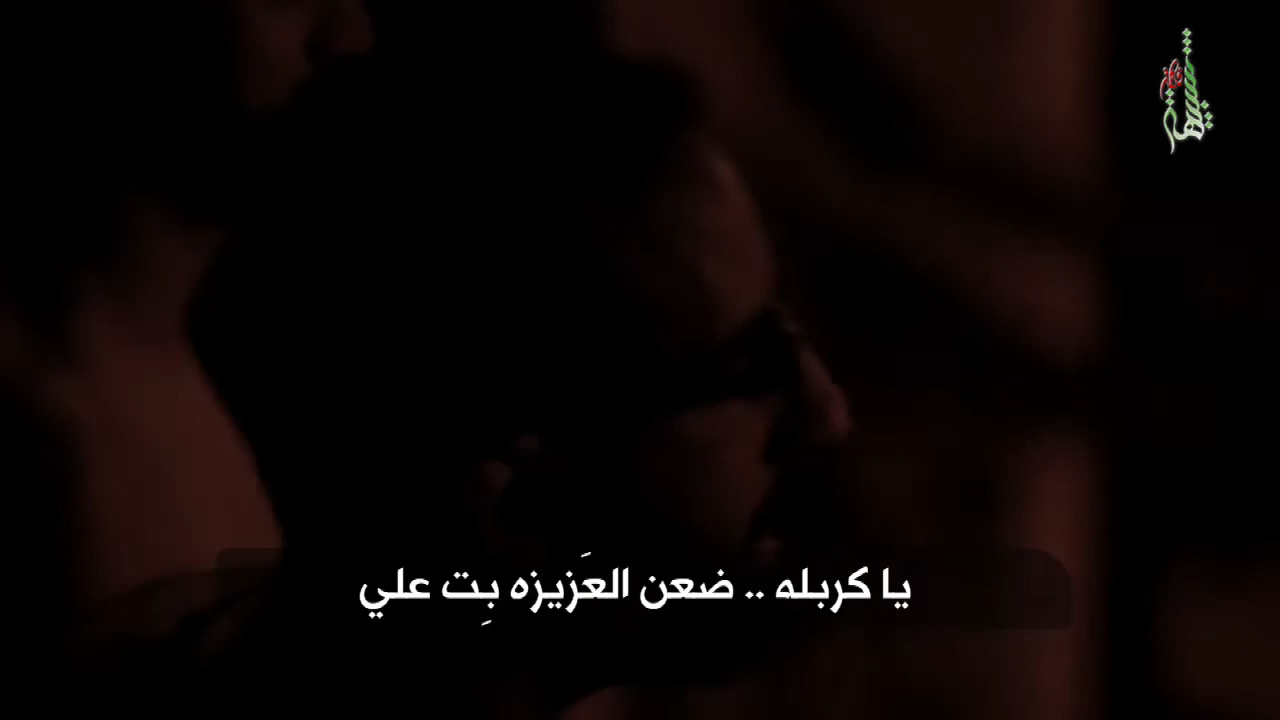 يا كربله .. ضعن العَزيزه بِت علي